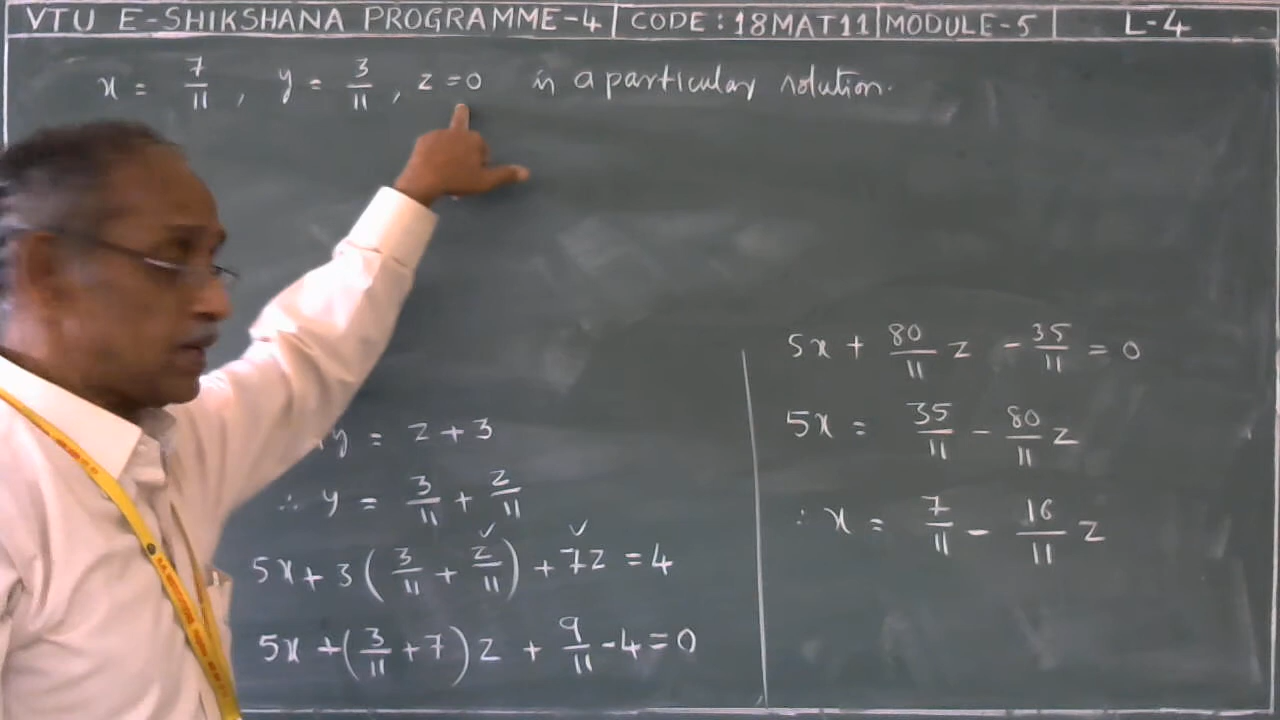 VTU E-SHIKSHANA PROGRAMME-4 | CODE:18MAT11 | MODULE-5 | L-4
x = 7/11, y = 3/11, z = 0 is a particular solution.
y = z + 3
∴ y = 3/11 + z/11
5x + 3(3/11 + z/11) + 7z = 4
5x + (3/11 + 7)z + 9/11 - 4 = 0
5x + 80/11 z - 35/11 = 0
5x = 35/11 - 80/11 z
∴ x = 7/11 - 16/11 z